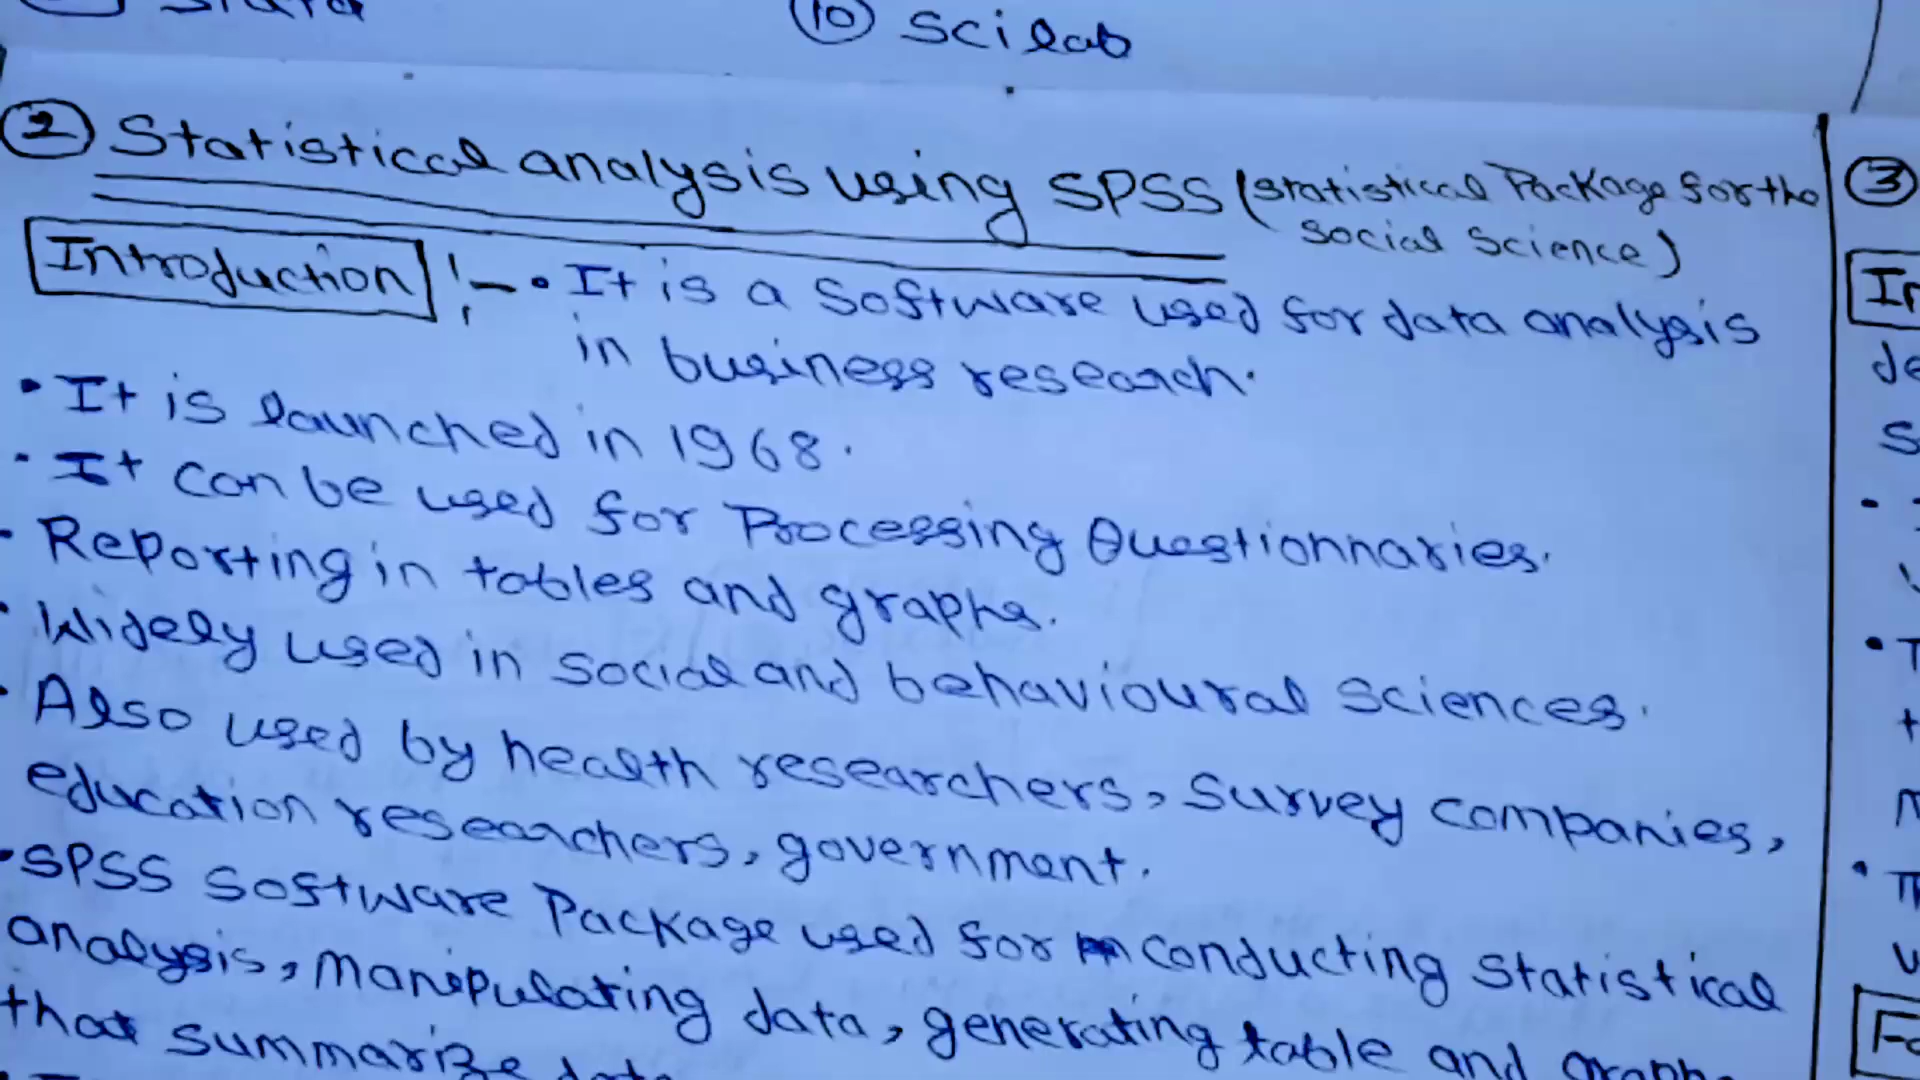 ⑩ Scilab
② Statistical analysis using SPSS (Statistical Package for the
Social Science)
Introduction :- • It is a Software used for data analysis
in business research.
• It is launched in 1968.
• It can be used for Processing Questionnaries.
• Reporting in tables and graphs.
• Widely used in Social and behavioural Sciences.
• Also used by health researchers, Survey companies,
education researchers, government.
• SPSS Software Package used for conducting Statistical
analysis, Manipulating data, generating table and graphs
that summarize data
③